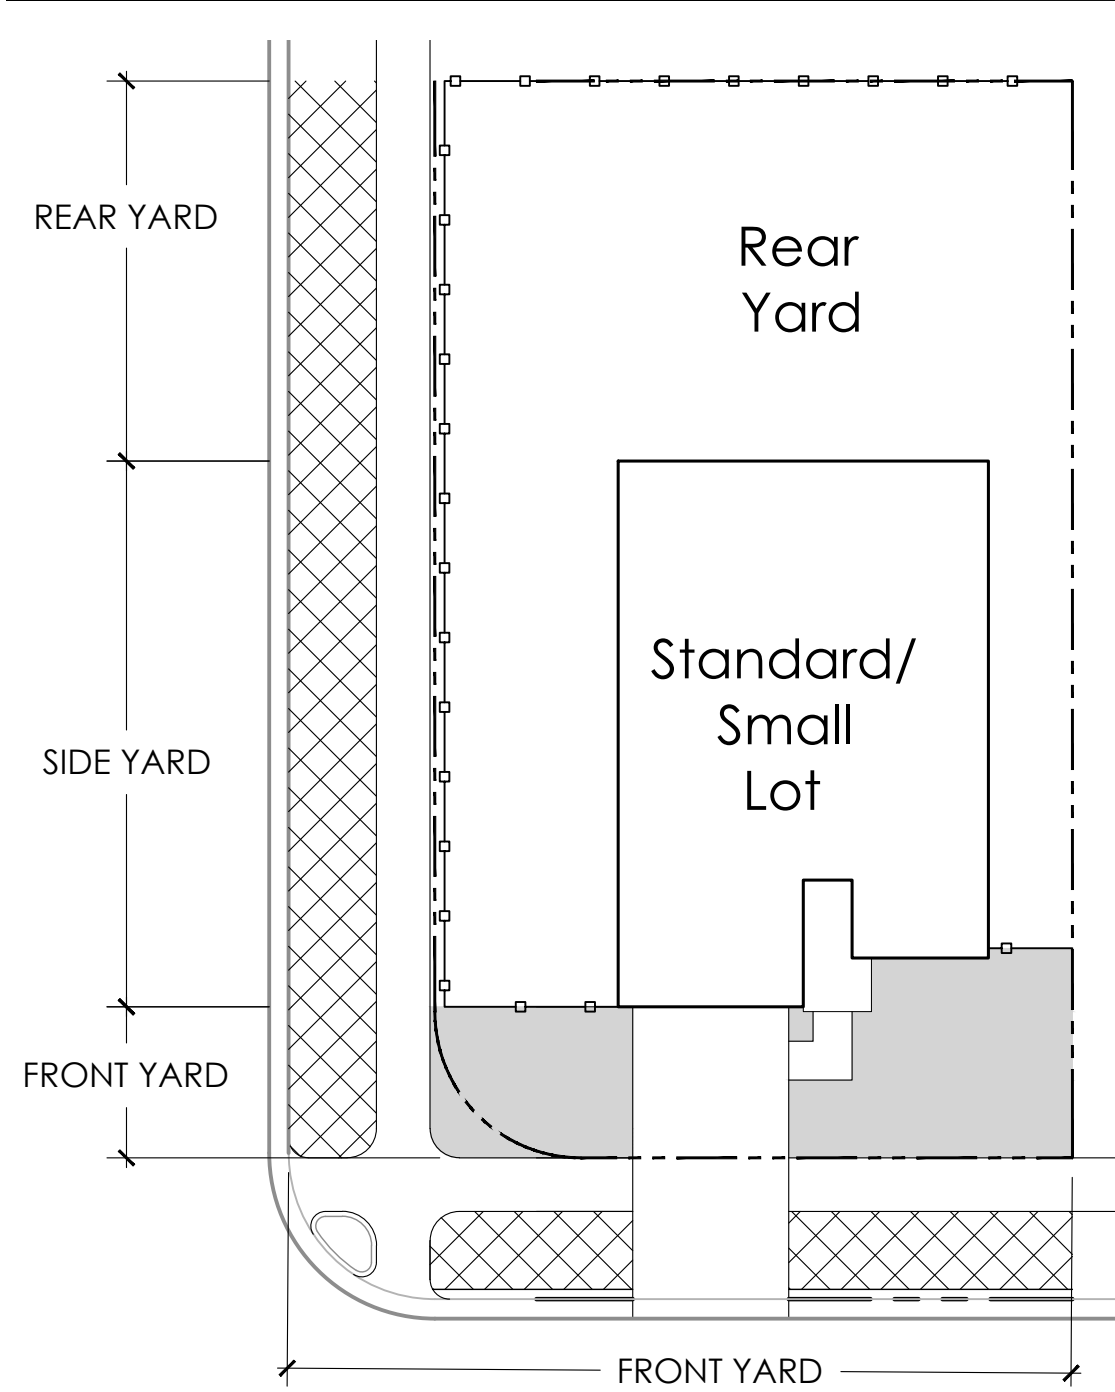 REAR YARD
Rear
Yard
Standard/
Small
Lot
SIDE YARD
FRONT YARD
FRONT YARD